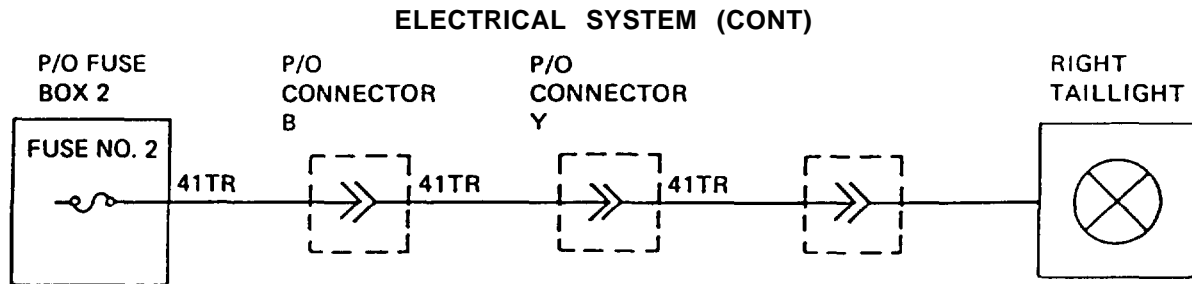 ELECTRICAL SYSTEM (CONT)
P/O FUSE
BOX 2
P/O
CONNECTOR
B
P/O
CONNECTOR
Y
RIGHT
TAILLIGHT
FUSE NO. 2
41TR
41TR
41TR